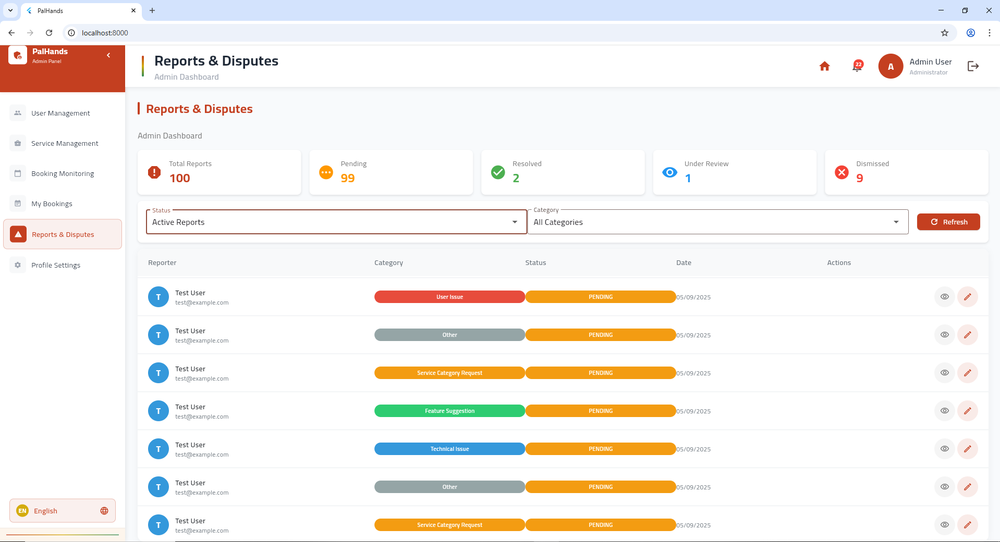 PalHands
localhost:8000
PalHands
Admin Panel
Reports & Disputes
Admin Dashboard
22
A
Admin User
Administrator
User Management
Service Management
Booking Monitoring
My Bookings
Reports & Disputes
Profile Settings
EN English
Reports & Disputes
Admin Dashboard
Total Reports
100
Pending
99
Resolved
2
Under Review
1
Dismissed
9
Status
Active Reports
Category
All Categories
Refresh
Reporter Category Status Date Actions
T
Test User
test@example.com
User Issue
PENDING
05/09/2025
T
Test User
test@example.com
Other
PENDING
05/09/2025
T
Test User
test@example.com
Service Category Request
PENDING
05/09/2025
T
Test User
test@example.com
Feature Suggestion
PENDING
05/09/2025
T
Test User
test@example.com
Technical Issue
PENDING
05/09/2025
T
Test User
test@example.com
Other
PENDING
05/09/2025
T
Test User
test@example.com
Service Category Request
PENDING
05/09/2025